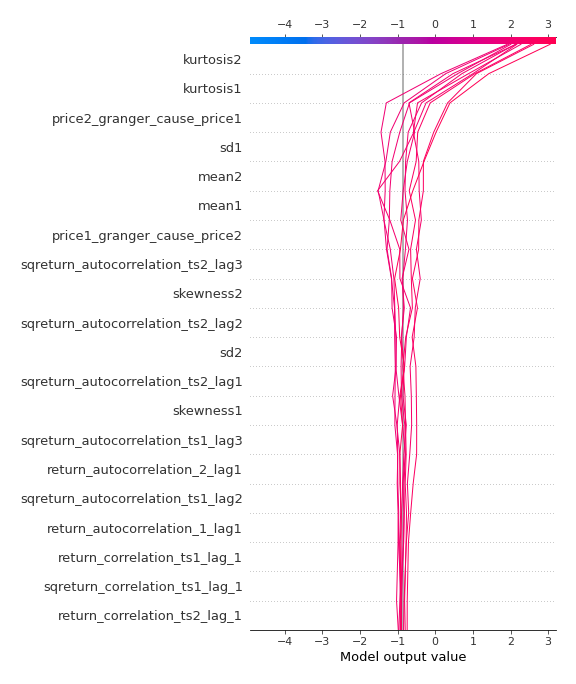 −4 −3 −2 −1 0 1 2 3
kurtosis2
kurtosis1
price2_granger_cause_price1
sd1
mean2
mean1
price1_granger_cause_price2
sqreturn_autocorrelation_ts2_lag3
skewness2
sqreturn_autocorrelation_ts2_lag2
sd2
sqreturn_autocorrelation_ts2_lag1
skewness1
sqreturn_autocorrelation_ts1_lag3
return_autocorrelation_2_lag1
sqreturn_autocorrelation_ts1_lag2
return_autocorrelation_1_lag1
return_correlation_ts1_lag_1
sqreturn_correlation_ts1_lag_1
return_correlation_ts2_lag_1
−4 −3 −2 −1 0 1 2 3
Model output value